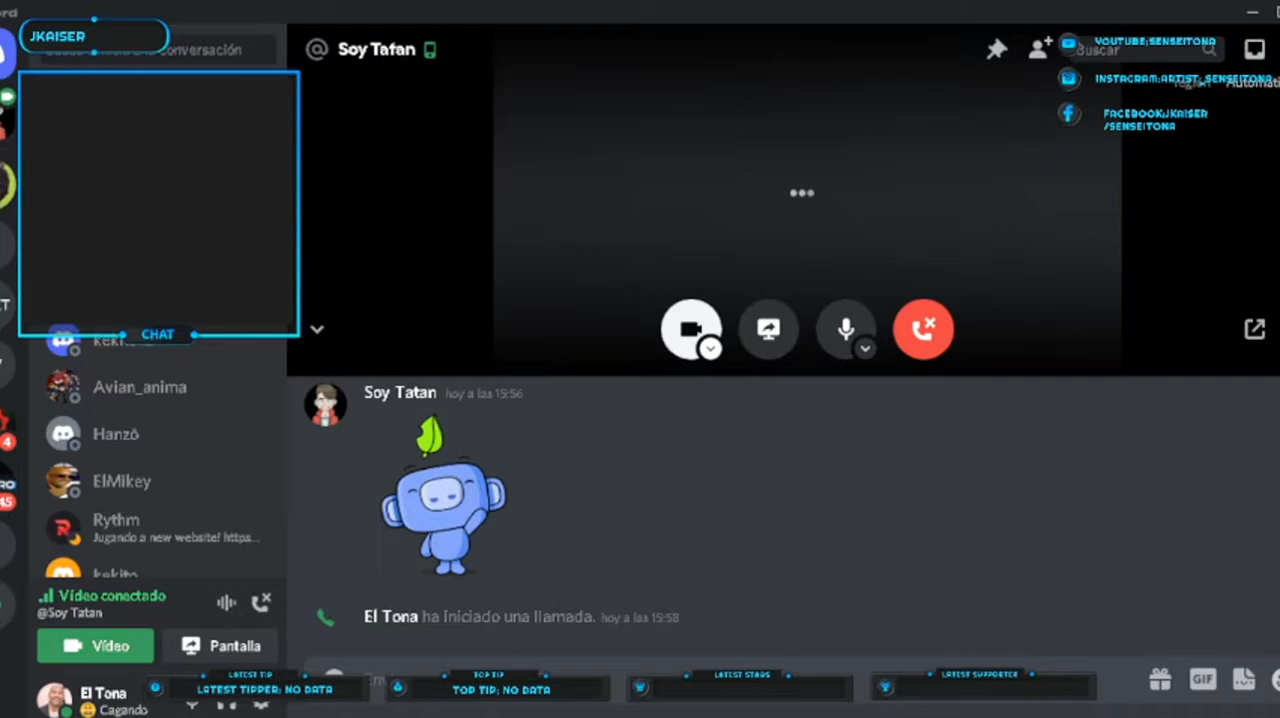 JKAISER
una conversación
Soy Tatan
Buscar
YOUTUBE:SENSEITONA
INSTAGRAM:ARTIST_SENSEITONA
FACEBOOK:JKAISER
/SENSEITONA
CHAT
Avian_anima
Hanzô
ElMikey
Rythm
Jugando a new website! https...
kekito
Vídeo conectado
@Soy Tatan
Vídeo
Pantalla
El Tona
Cagando
Soy Tatan hoy a las 15:56
El Tona ha iniciado una llamada. hoy a las 15:58
LATEST TIP
LATEST TIPPER: NO DATA
TOP TIP
TOP TIP: NO DATA
LATEST STARS
LATEST SUPPORTER
GIF
4